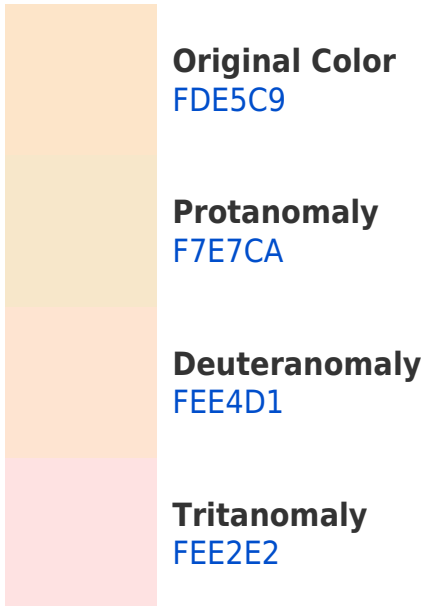 Original Color
FDE5C9
Protanomaly
F7E7CA
Deuteranomaly
FEE4D1
Tritanomaly
FEE2E2